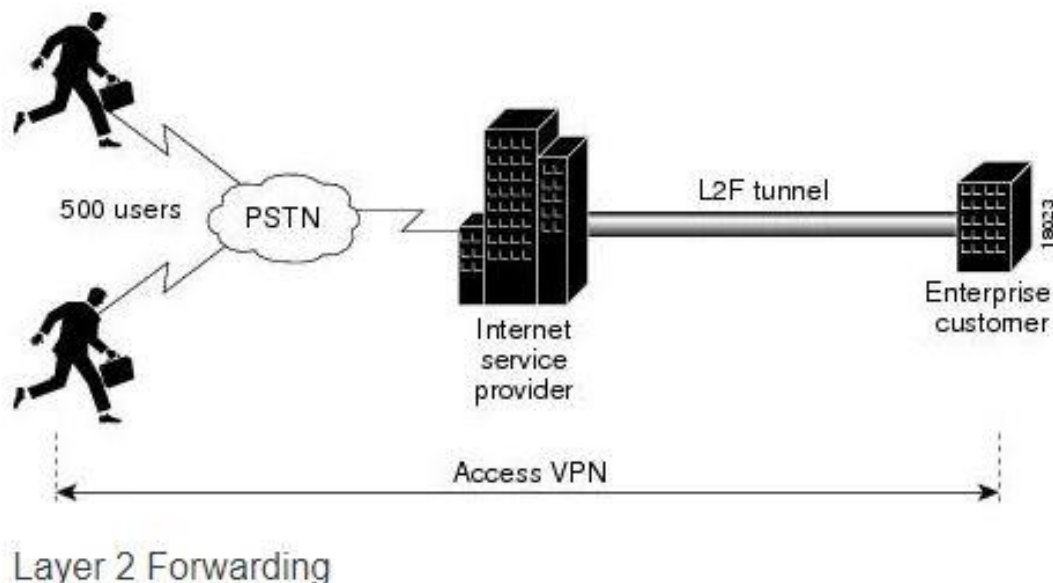 500 users
PSTN
L2F tunnel
18023
Internet
service
provider
Enterprise
customer
Access VPN
Layer 2 Forwarding